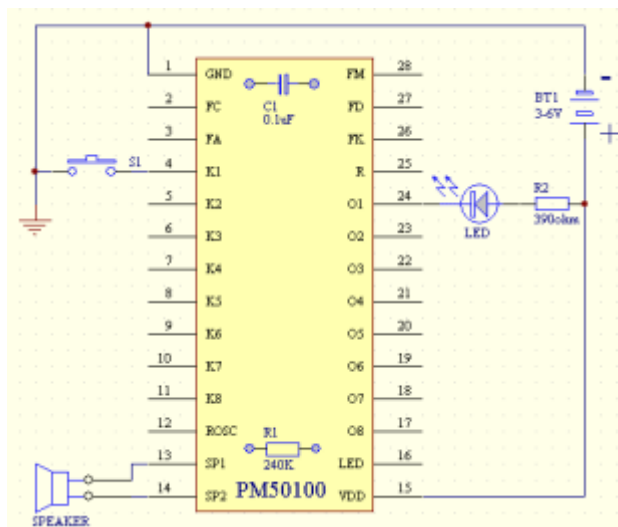 1 GND FM 28
2 FC C1 FD 27
0.1uF
3 FA FK 26
S1 4 K1 R 25
5 K2 O1 24
6 K3 O2 23
7 K4 O3 22
8 K5 O4 21
9 K6 O5 20
10 K7 O6 19
11 K8 O7 18
12 ROSC R1 O8 17
240K
13 SP1 LED 16
14 SP2 PM50100 VDD 15
SPEAKER
BT1
3-6V
-
+
R2
390ohm
LED